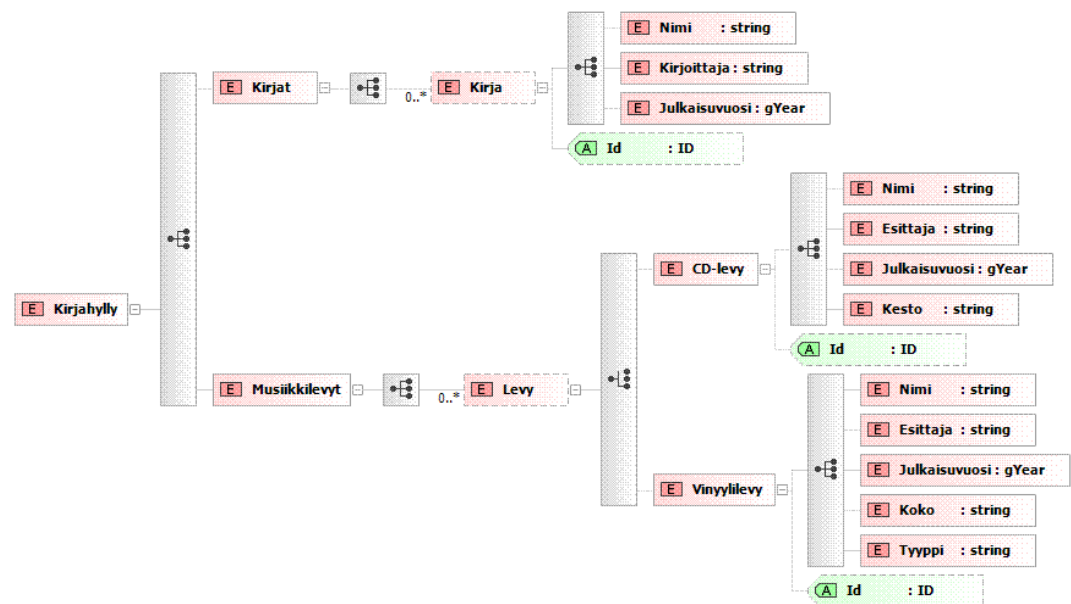 E Nimi : string
E Kirjoittaja : string
E Julkaisuvuosi : gYear
A Id : ID
E Kirjat
0..*
E Kirja
E Nimi : string
E Esittaja : string
E Julkaisuvuosi : gYear
E Kesto : string
A Id : ID
E CD-levy
E Kirjahylly
E Musiikkilevyt
0..*
E Levy
E Vinyylilevy
E Nimi : string
E Esittaja : string
E Julkaisuvuosi : gYear
E Koko : string
E Tyyppi : string
A Id : ID